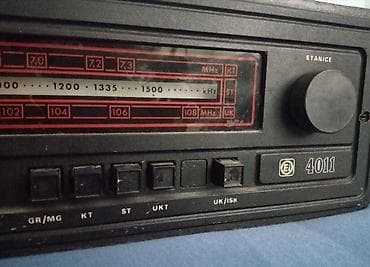 7,0 7,2 7,3 MHz KT
1200 1335 1500 kHz ST
102 104 106 108 MHz UK
STANICE
EI 4011
GR/MG KT ST UKT UK/ISK